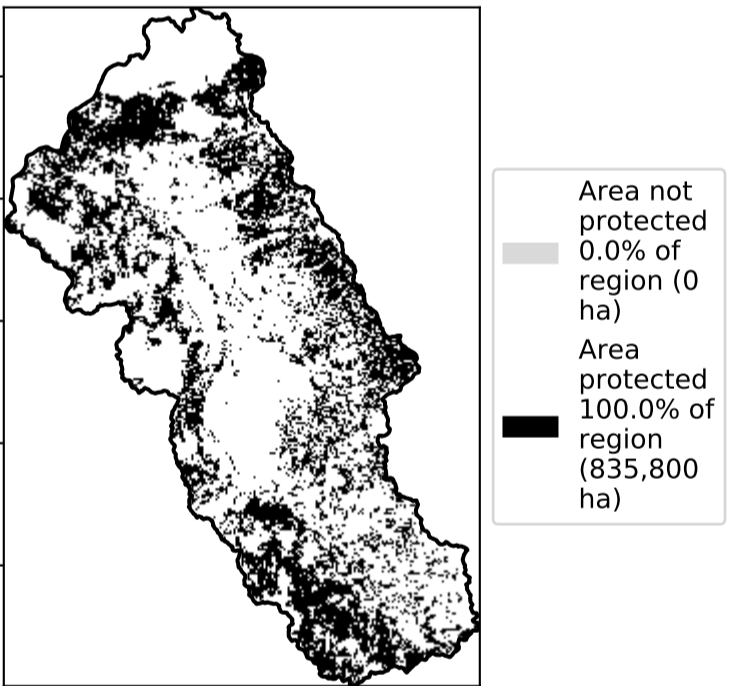 Area not
protected
0.0% of
region (0
ha)
Area
protected
100.0% of
region
(835,800
ha)